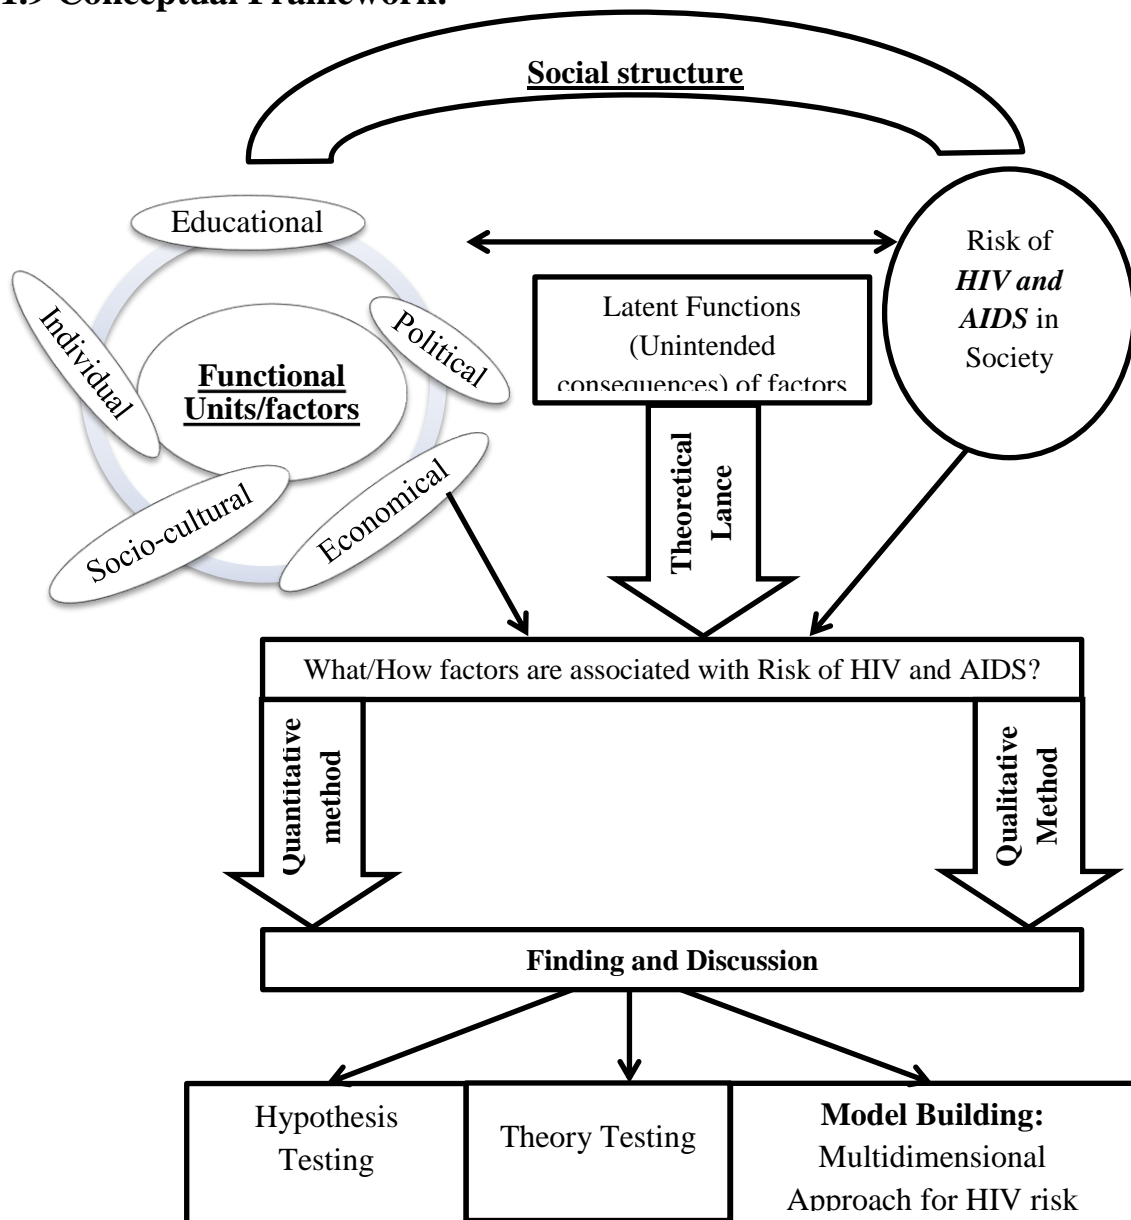 1.9 Conceptual Framework:
Social structure
Educational
Individual
Political
Functional
Units/factors
Socio-cultural
Economical
Risk of
HIV and
AIDS in
Society
Latent Functions
(Unintended
consequences) of factors
Theoretical
Lance
What/How factors are associated with Risk of HIV and AIDS?
Quantitative
method
Qualitative
Method
Finding and Discussion
Hypothesis
Testing
Theory Testing
Model Building:
Multidimensional
Approach for HIV risk